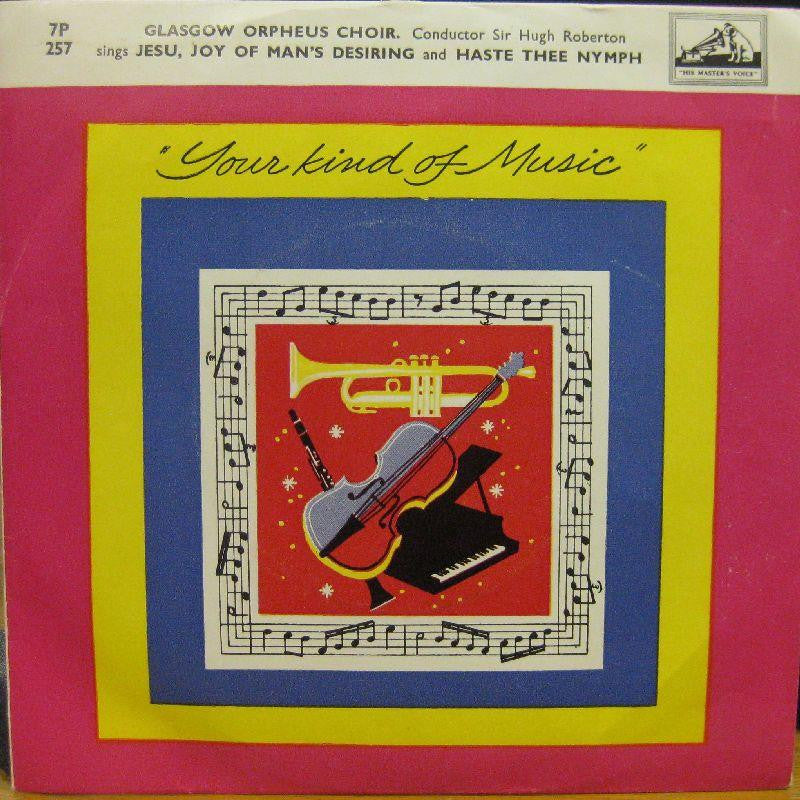 7P
257
GLASGOW ORPHEUS CHOIR. Conductor Sir Hugh Roberton
sings JESU, JOY OF MAN'S DESIRING and HASTE THEE NYMPH
"HIS MASTER'S VOICE"
"Your kind of Music"